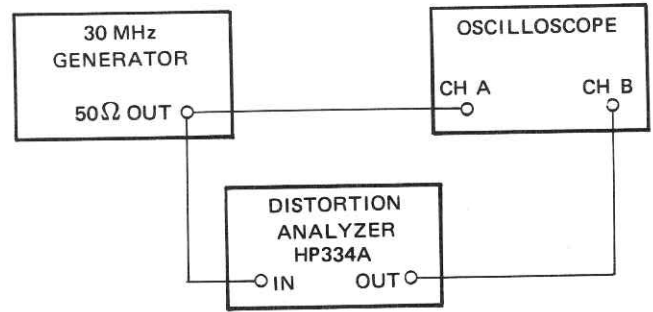 30 MHz
GENERATOR
50Ω OUT
OSCILLOSCOPE
CH A
CH B
DISTORTION
ANALYZER
HP334A
IN
OUT